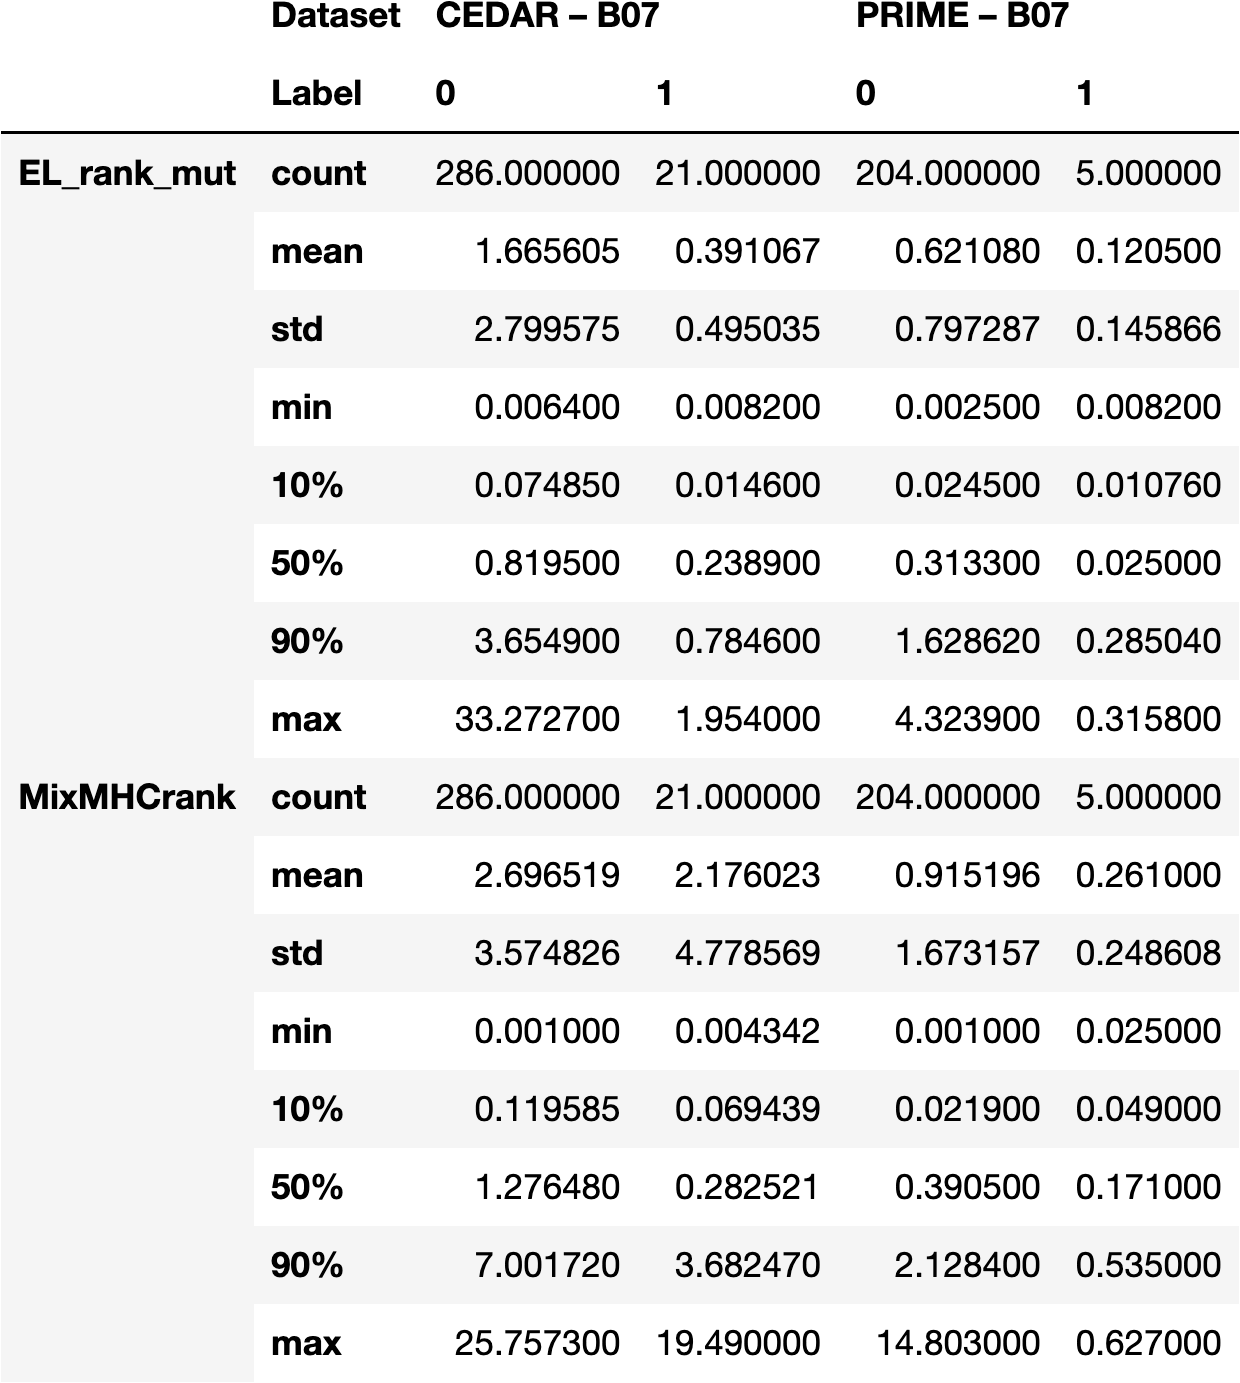 Dataset CEDAR – B07 PRIME – B07
Label 0 1 0 1
EL_rank_mut count 286.000000 21.000000 204.000000 5.000000
mean 1.665605 0.391067 0.621080 0.120500
std 2.799575 0.495035 0.797287 0.145866
min 0.006400 0.008200 0.002500 0.008200
10% 0.074850 0.014600 0.024500 0.010760
50% 0.819500 0.238900 0.313300 0.025000
90% 3.654900 0.784600 1.628620 0.285040
max 33.272700 1.954000 4.323900 0.315800
MixMHCrank count 286.000000 21.000000 204.000000 5.000000
mean 2.696519 2.176023 0.915196 0.261000
std 3.574826 4.778569 1.673157 0.248608
min 0.001000 0.004342 0.001000 0.025000
10% 0.119585 0.069439 0.021900 0.049000
50% 1.276480 0.282521 0.390500 0.171000
90% 7.001720 3.682470 2.128400 0.535000
max 25.757300 19.490000 14.803000 0.627000